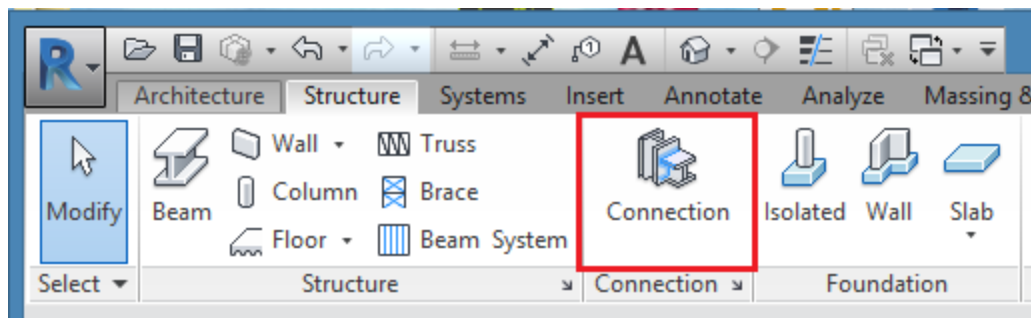 R
A
Architecture Structure Systems Insert Annotate Analyze Massing &
Modify Beam Wall Truss Connection Isolated Wall Slab
Column Brace
Floor Beam System
Select Structure Connection Foundation